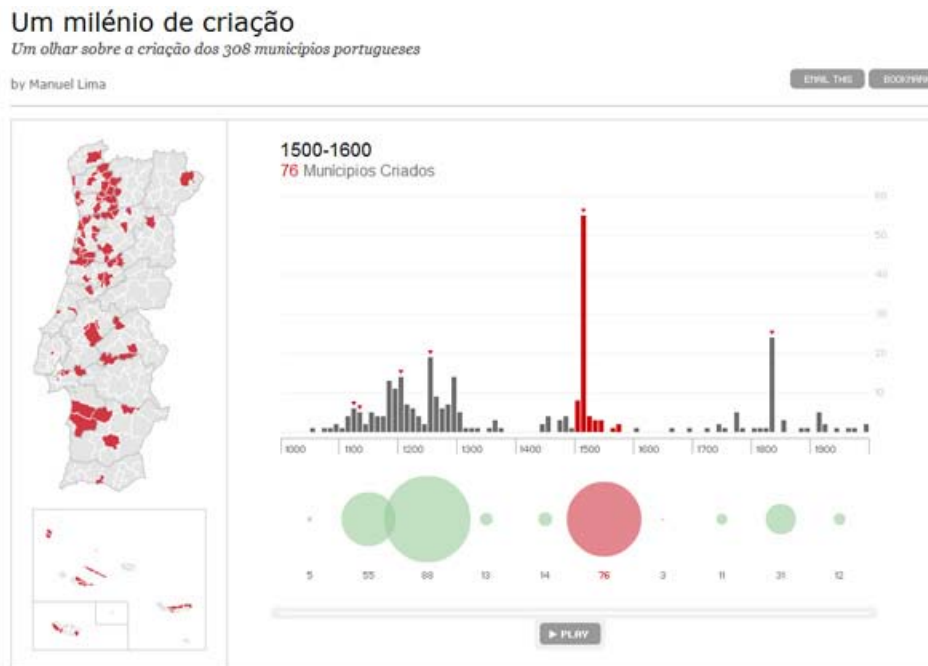 Um milénio de criação
Um olhar sobre a criação dos 308 municípios portugueses
by Manuel Lima
EMAIL THIS
BOOKMARK
1500-1600
76 Municipios Criados
60
50
40
30
20
10
1000 1100 1200 1300 1400 1500 1600 1700 1800 1900
5 55 88 13 14 76 3 11 31 12
PLAY